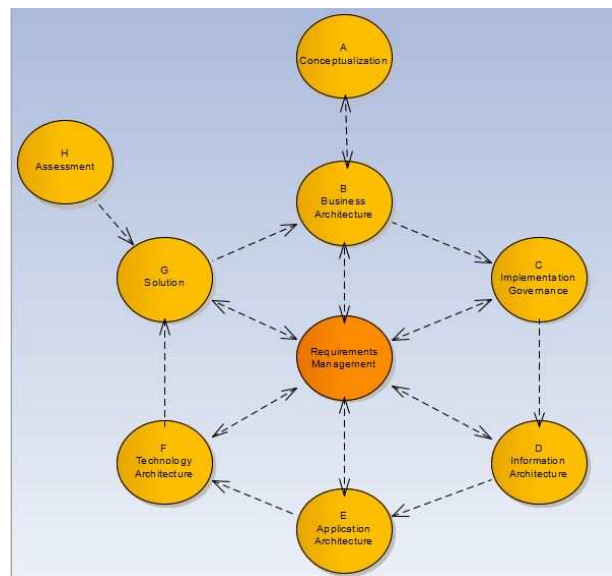 A
Conceptualization
H
Assessment
B
Business
Architecture
G
Solution
C
Implementation
Governance
Requirements
Management
F
Technology
Architecture
D
Information
Architecture
E
Application
Architecture